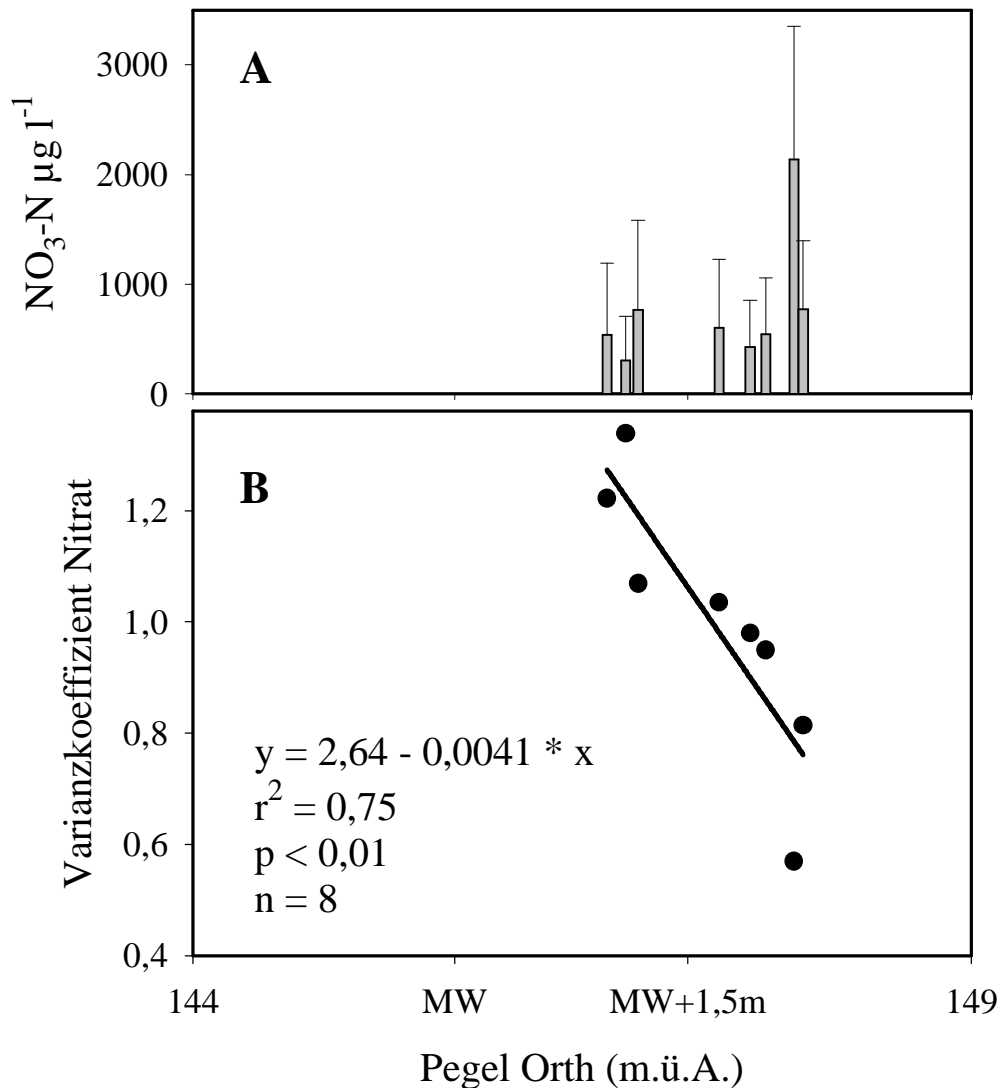 A
3000
2000
1000
0
NO3-N µg l-1
B
1,2
1,0
0,8
0,6
0,4
Varianzkoeffizient Nitrat
y = 2,64 - 0,0041 * x
r2 = 0,75
p < 0,01
n = 8
144 MW MW+1,5m 149
Pegel Orth (m.ü.A.)